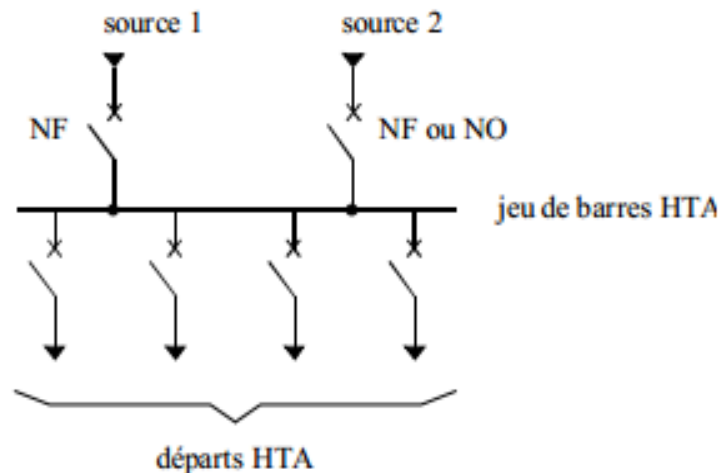 source 1
source 2
NF
NF ou NO
jeu de barres HTA
départs HTA